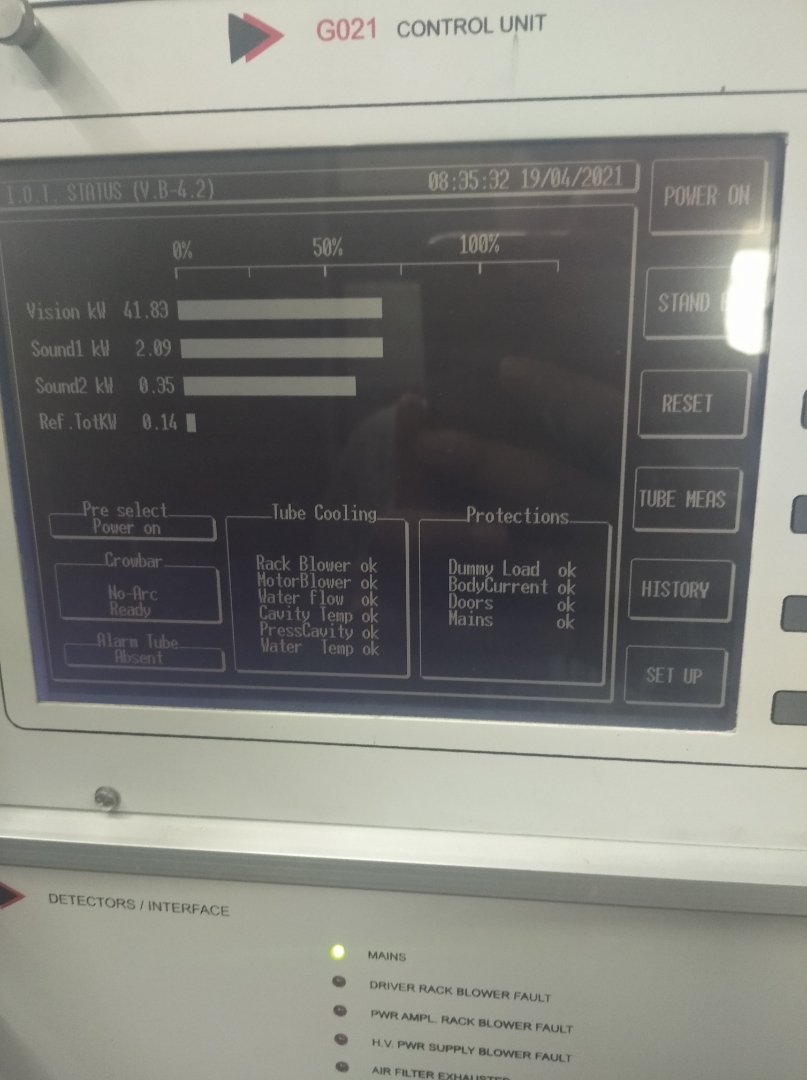 G021 CONTROL UNIT
I.O.T. STATUS (V.B-4.2) 08:35:32 19/04/2021
POWER ON
0% 50% 100%
Vision kW 41.83
STAND
Sound1 kW 2.09
Sound2 kW 0.35
RESET
Ref.TotKW 0.14
TUBE MEAS
Pre select
Power on
Crowbar
No-Arc
Ready
Alarm Tube
Absent
Tube Cooling
Rack Blower ok
MotorBlower ok
Water flow ok
Cavity Temp ok
PressCavity ok
Water Temp ok
Protections
Dummy Load ok
BodyCurrent ok
Doors ok
Mains ok
HISTORY
SET UP
DETECTORS / INTERFACE
MAINS
DRIVER RACK BLOWER FAULT
PWR AMPL. RACK BLOWER FAULT
H.V. PWR SUPPLY BLOWER FAULT
AIR FILTER EXHAUSTED